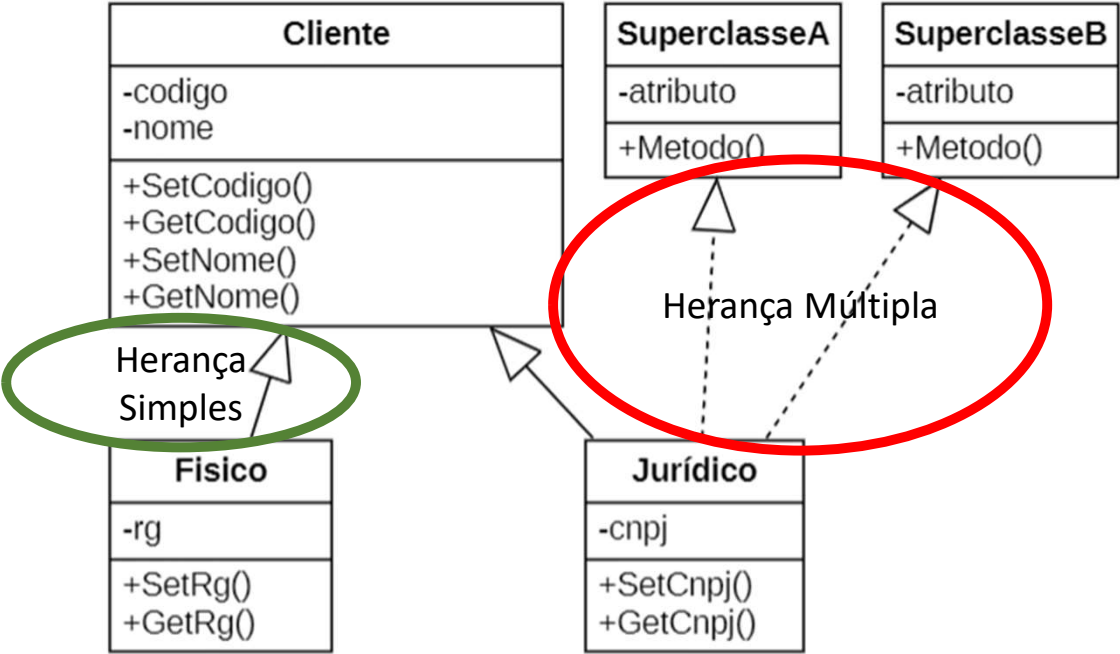 Cliente
-codigo
-nome
+SetCodigo()
+GetCodigo()
+SetNome()
+GetNome()
SuperclasseA
-atributo
+Metodo()
SuperclasseB
-atributo
+Metodo()
Herança
Simples
Herança Múltipla
Fisico
-rg
+SetRg()
+GetRg()
Jurídico
-cnpj
+SetCnpj()
+GetCnpj()